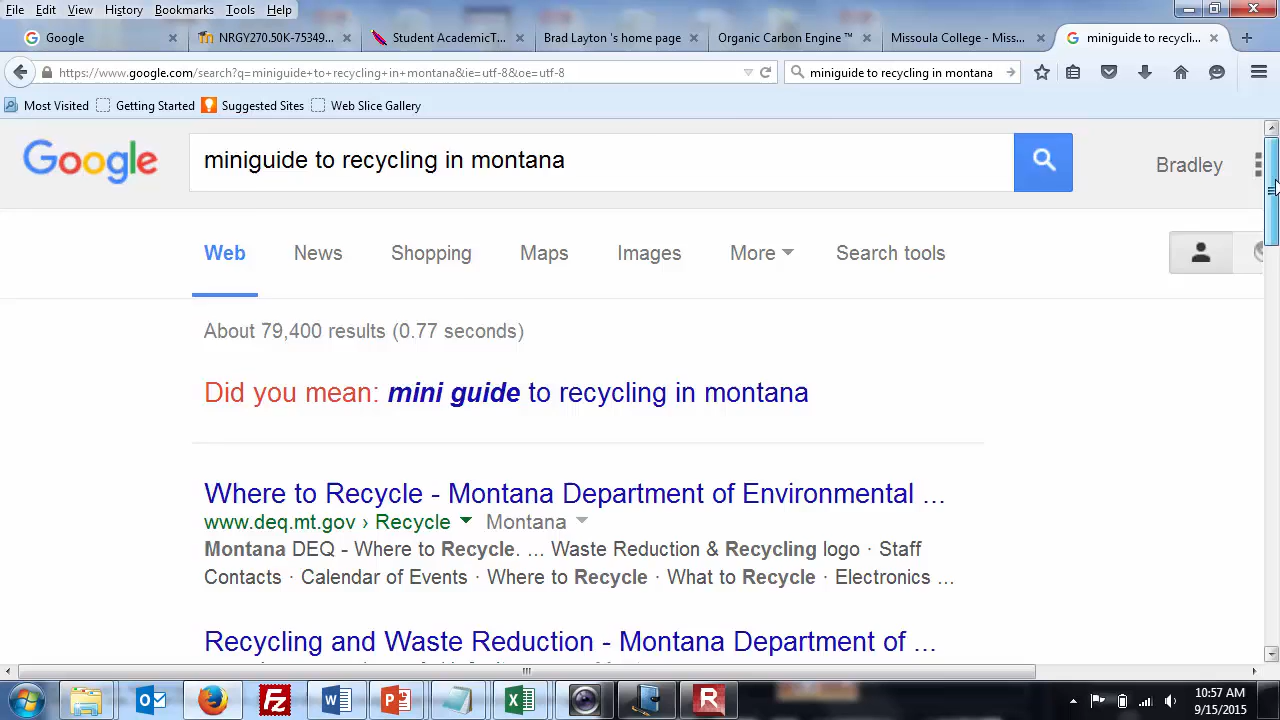 File Edit View History Bookmarks Tools Help
Google NRGY270.50K-75349... Student AcademicT... Brad Layton 's home page Organic Carbon Engine ™ Missoula College - Miss... miniguide to recycli...
https://www.google.com/search?q=miniguide+to+recycling+in+montana&ie=utf-8&oe=utf-8 miniguide to recycling in montana
Most Visited Getting Started Suggested Sites Web Slice Gallery
Google miniguide to recycling in montana Bradley
Web News Shopping Maps Images More Search tools
About 79,400 results (0.77 seconds)
Did you mean: mini guide to recycling in montana
Where to Recycle - Montana Department of Environmental ...
www.deq.mt.gov › Recycle Montana
Montana DEQ - Where to Recycle. ... Waste Reduction & Recycling logo · Staff
Contacts · Calendar of Events · Where to Recycle · What to Recycle · Electronics ...
Recycling and Waste Reduction - Montana Department of ...
10:57 AM
9/15/2015